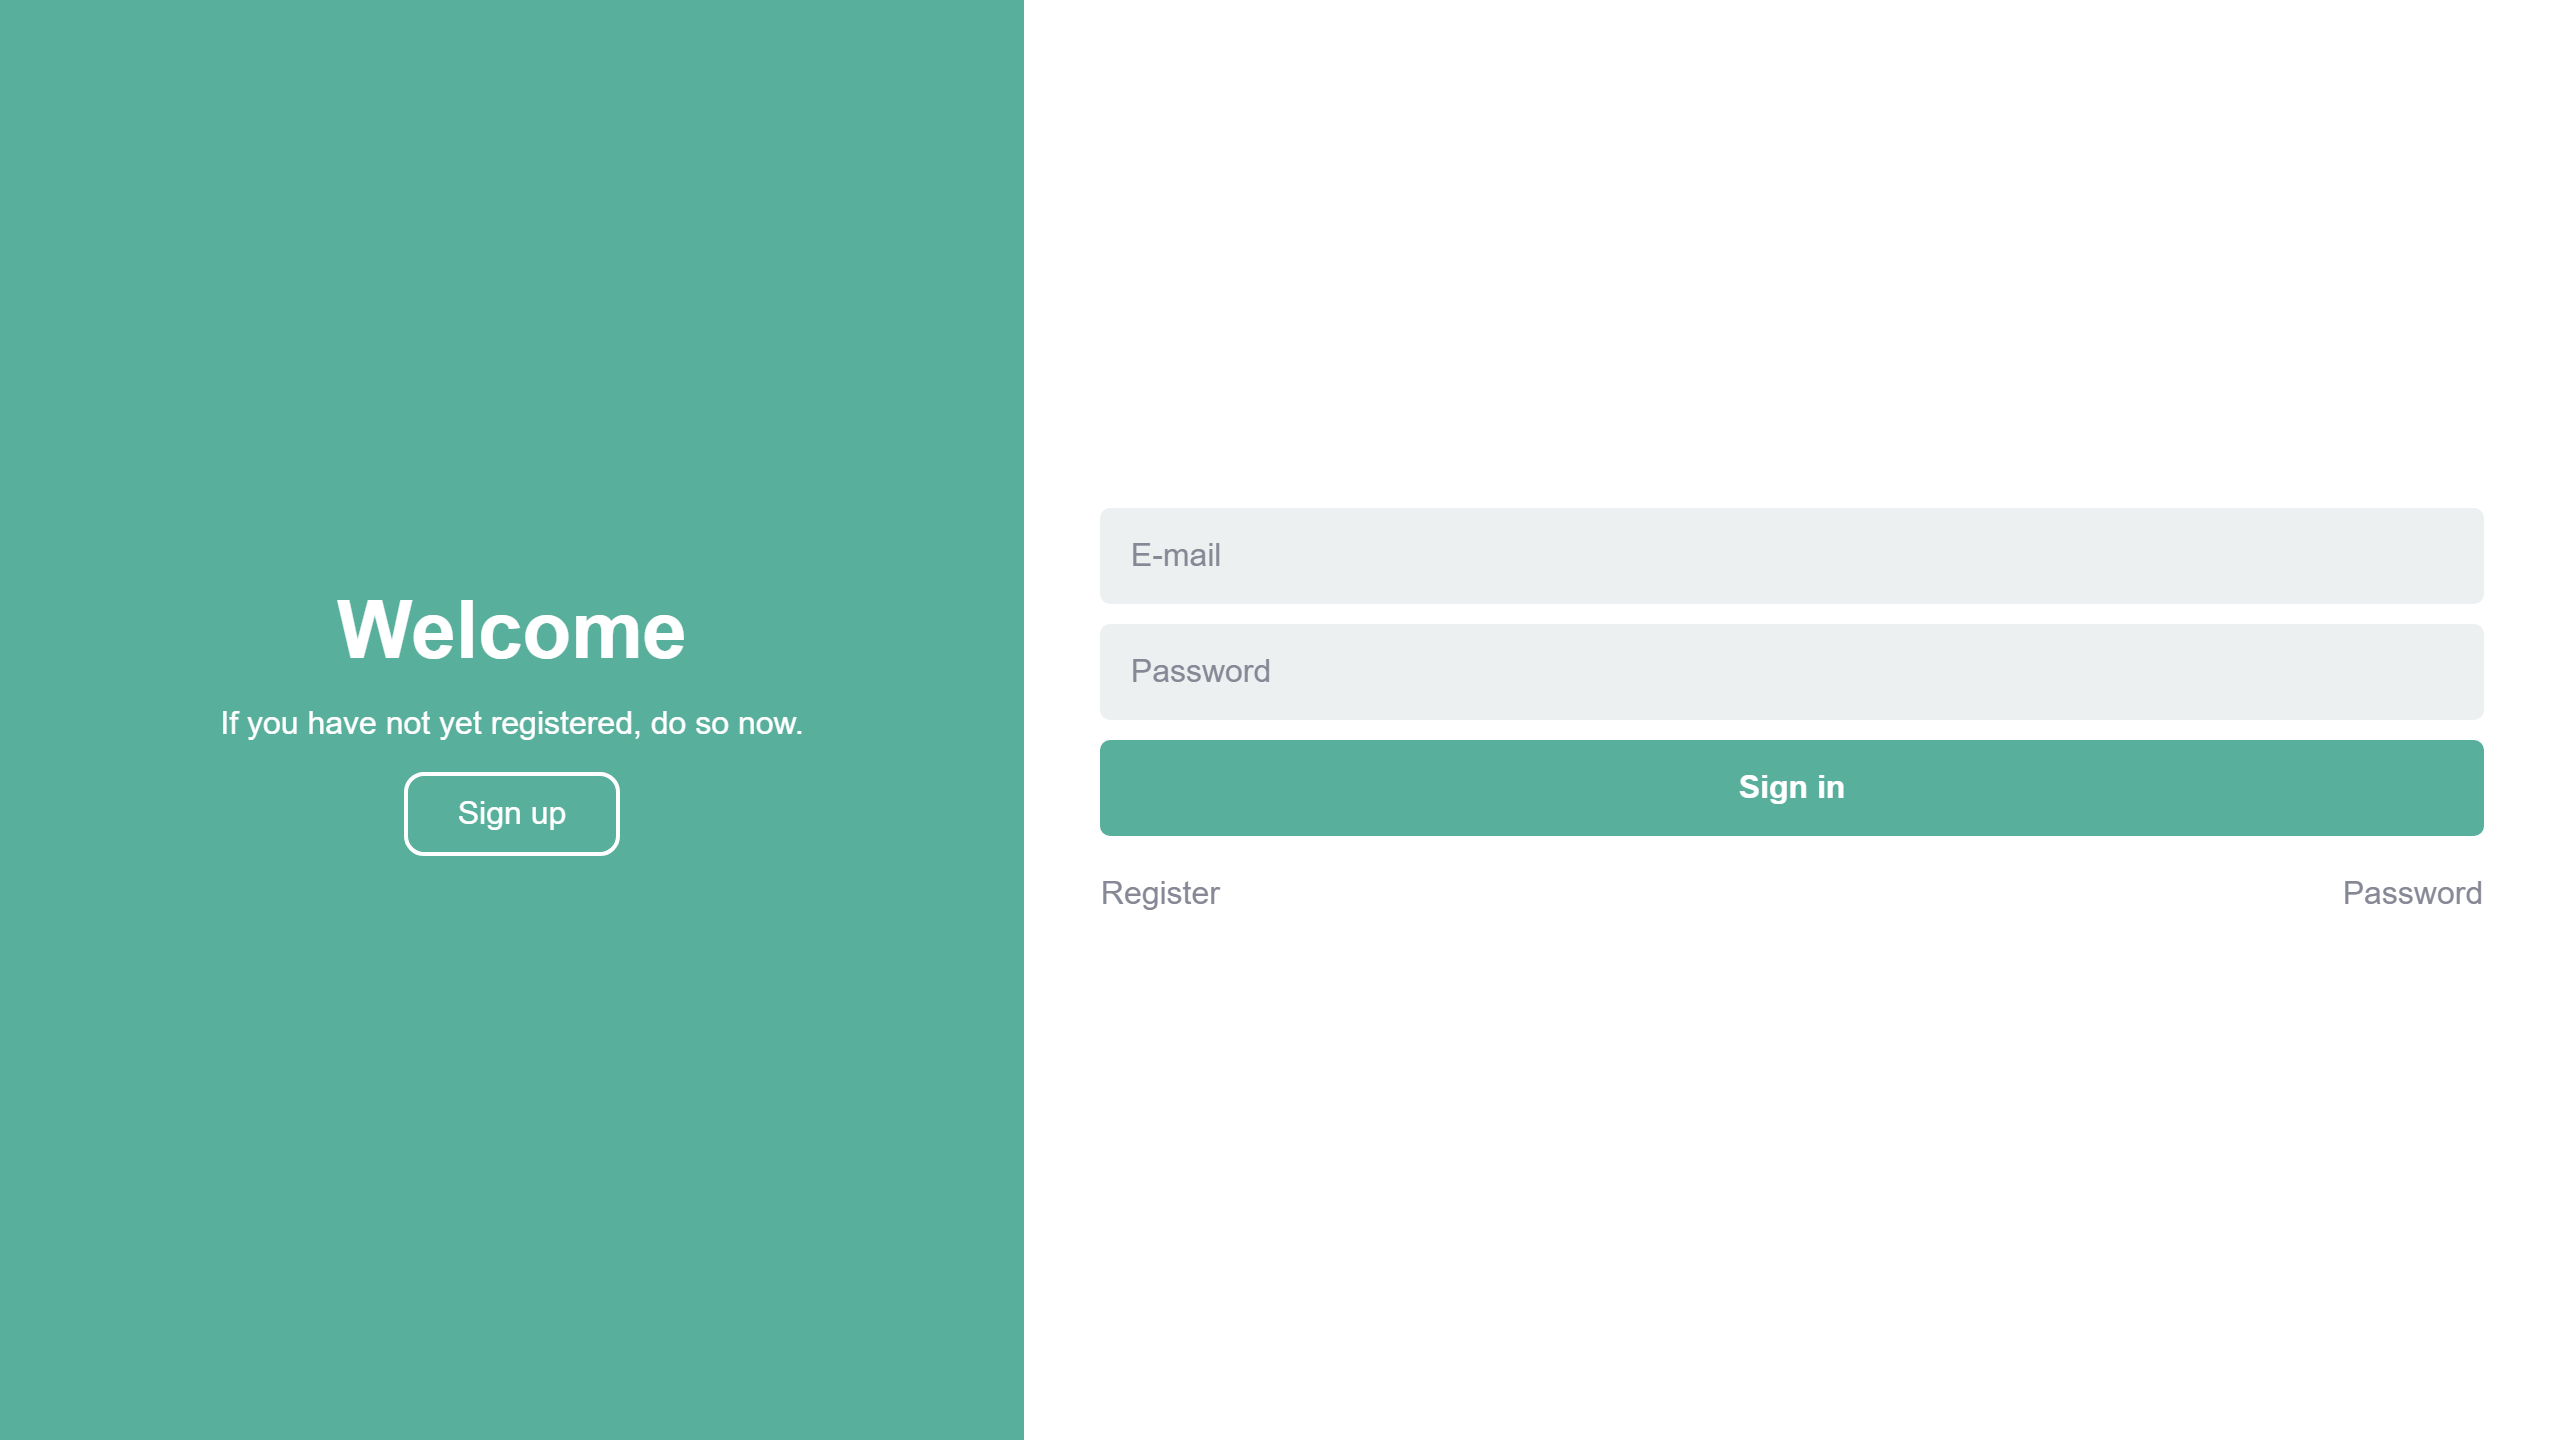 Welcome
If you have not yet registered, do so now.
Sign up
E-mail
Password
Sign in
Register
Password